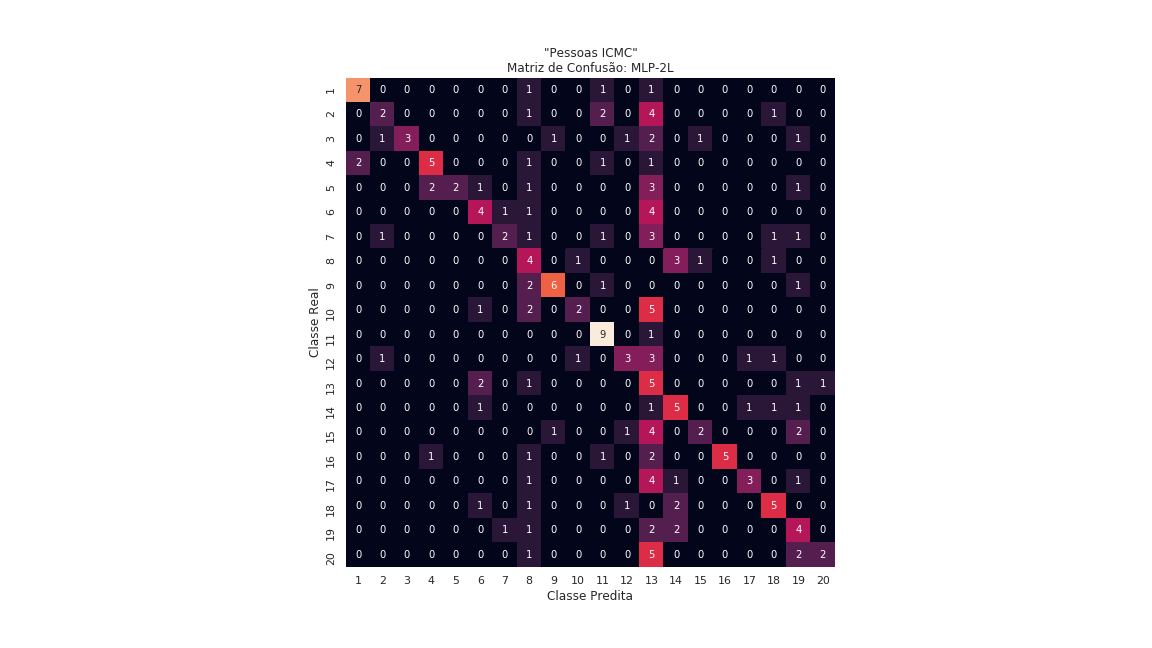 "Pessoas ICMC"
Matriz de Confusão: MLP-2L
1 7 0 0 0 0 0 0 1 0 0 1 0 1 0 0 0 0 0 0 0
2 0 2 0 0 0 0 0 1 0 0 2 0 4 0 0 0 0 1 0 0
3 0 1 3 0 0 0 0 0 1 0 0 1 2 0 1 0 0 0 1 0
4 2 0 0 5 0 0 0 1 0 0 1 0 1 0 0 0 0 0 0 0
5 0 0 0 2 2 1 0 1 0 0 0 0 3 0 0 0 0 0 1 0
6 0 0 0 0 0 4 1 1 0 0 0 0 4 0 0 0 0 0 0 0
7 0 1 0 0 0 0 2 1 0 0 1 0 3 0 0 0 0 1 1 0
8 0 0 0 0 0 0 0 4 0 1 0 0 0 3 1 0 0 1 0 0
9 0 0 0 0 0 0 0 2 6 0 1 0 0 0 0 0 0 0 1 0
10 0 0 0 0 0 1 0 2 0 2 0 0 5 0 0 0 0 0 0 0
11 0 0 0 0 0 0 0 0 0 0 9 0 1 0 0 0 0 0 0 0
12 0 1 0 0 0 0 0 0 0 1 0 3 3 0 0 0 1 1 0 0
13 0 0 0 0 0 2 0 1 0 0 0 0 5 0 0 0 0 0 1 1
14 0 0 0 0 0 1 0 0 0 0 0 0 1 5 0 0 1 1 1 0
15 0 0 0 0 0 0 0 0 1 0 0 1 4 0 2 0 0 0 2 0
16 0 0 0 1 0 0 0 1 0 0 1 0 2 0 0 5 0 0 0 0
17 0 0 0 0 0 0 0 1 0 0 0 0 4 1 0 0 3 0 1 0
18 0 0 0 0 0 1 0 1 0 0 0 1 0 2 0 0 0 5 0 0
19 0 0 0 0 0 0 1 1 0 0 0 0 2 2 0 0 0 0 4 0
20 0 0 0 0 0 0 0 1 0 0 0 0 5 0 0 0 0 0 2 2
Classe Real
1 2 3 4 5 6 7 8 9 10 11 12 13 14 15 16 17 18 19 20
Classe Predita